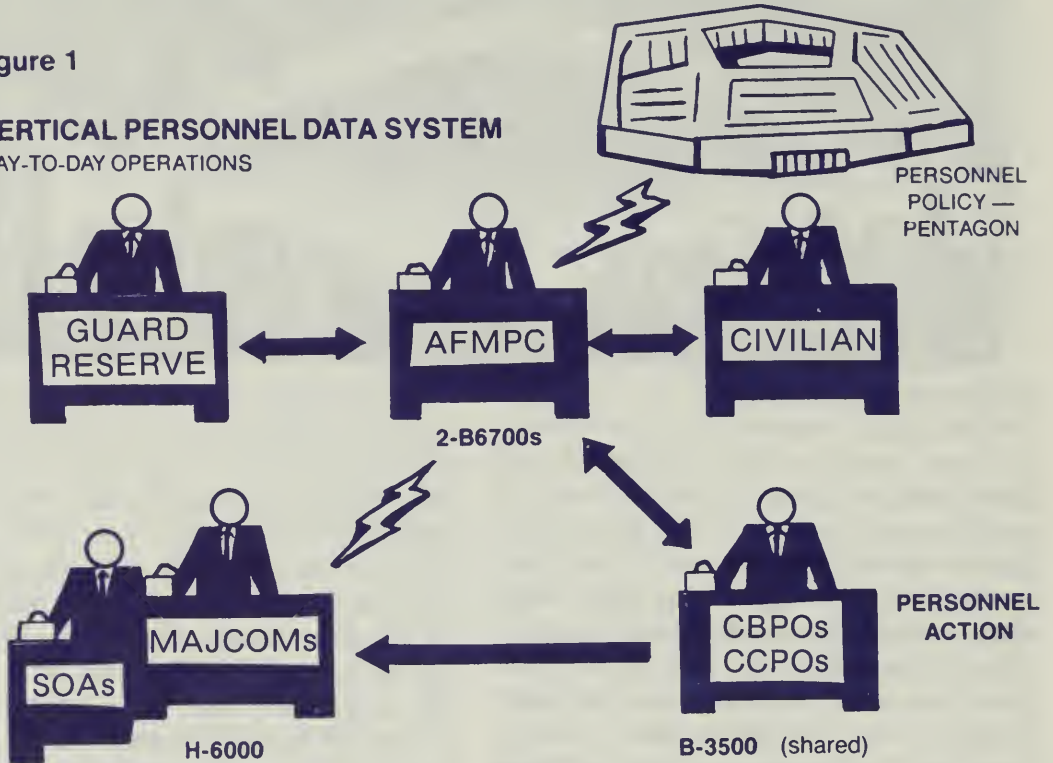 gure 1
ERTICAL PERSONNEL DATA SYSTEM
AY-TO-DAY OPERATIONS
PERSONNEL
POLICY —
PENTAGON
GUARD
RESERVE
AFMPC
CIVILIAN
2-B6700s
MAJCOMs
SOAs
H-6000
CBPOs
CCPOs
PERSONNEL
ACTION
B-3500 (shared)